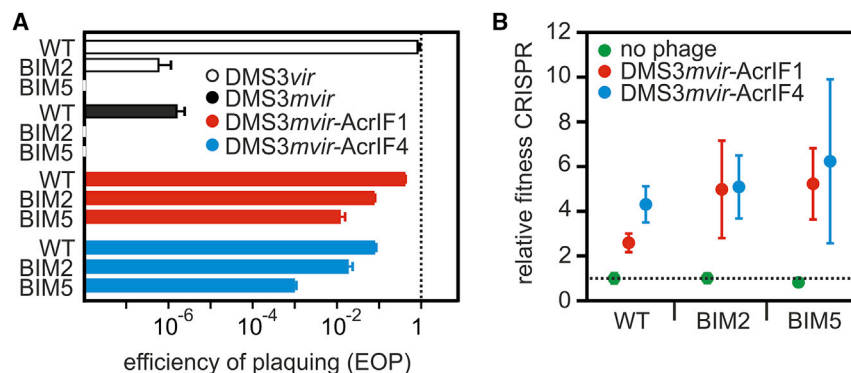 A
WT
BIM2
BIM5
WT
BIM2
BIM5
WT
BIM2
BIM5
WT
BIM2
BIM5
DMS3vir
DMS3mvir
DMS3mvir-AcrIF1
DMS3mvir-AcrIF4
10-6 10-4 10-2 1
efficiency of plaquing (EOP)
B
relative fitness CRISPR
12
10
8
6
4
2
0
no phage
DMS3mvir-AcrIF1
DMS3mvir-AcrIF4
WT BIM2 BIM5